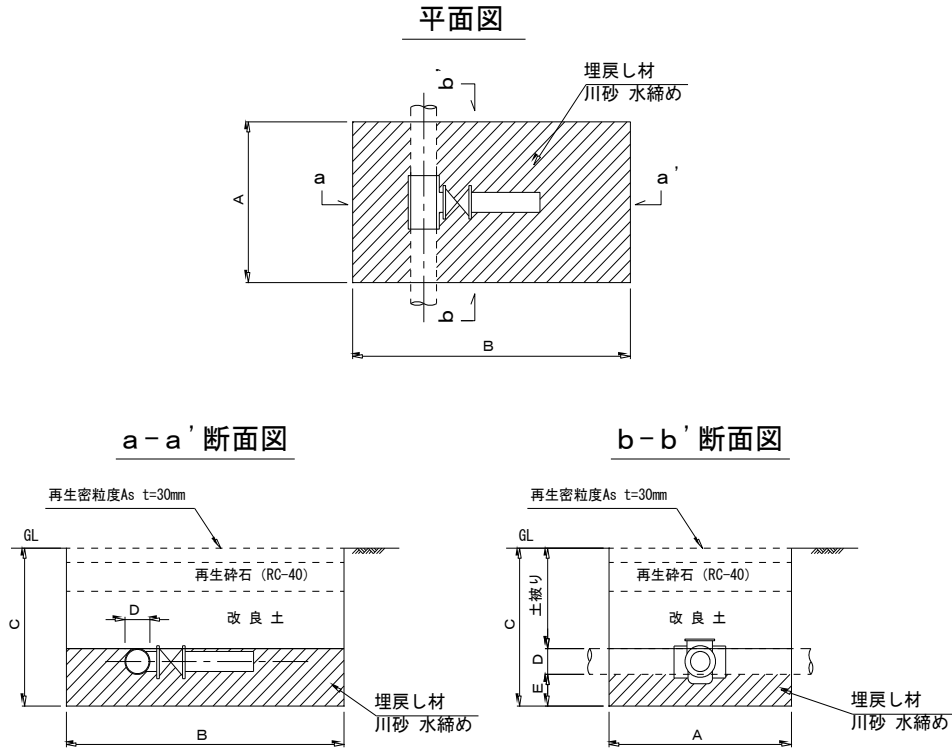 平面図
埋戻し材
川砂 水締め
b'
a
a'
A
b
B
a-a'断面図
b-b'断面図
再生密粒度As t=30mm
再生密粒度As t=30mm
GL
GL
再生砕石 (RC-40)
再生砕石 (RC-40)
土被り
C
D
改良土
C
改良土
D
E
埋戻し材
川砂 水締め
埋戻し材
川砂 水締め
B
A